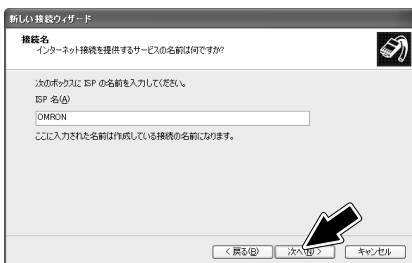 新しい接続ウィザード
接続名
インターネット接続を提供するサービスの名前は何ですか?
次のボックスに ISP の名前を入力してください。
ISP 名(A)
OMRON
ここに入力された名前は作成している接続の名前になります。
< 戻る(B) 次へ(N) > キャンセル